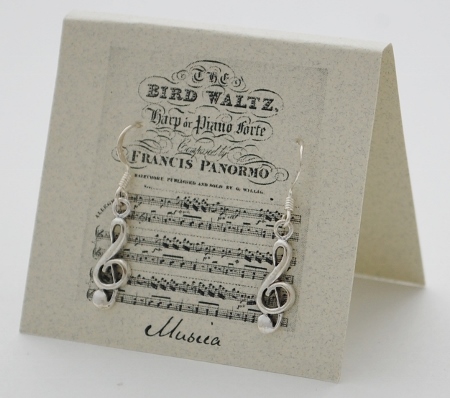 THE
BIRD WALTZ,
Harp or Piano Forte
Composed by
FRANCIS PANORMO
BALTIMORE PUBLISHED AND SOLD BY G. WILLIG.
Musica